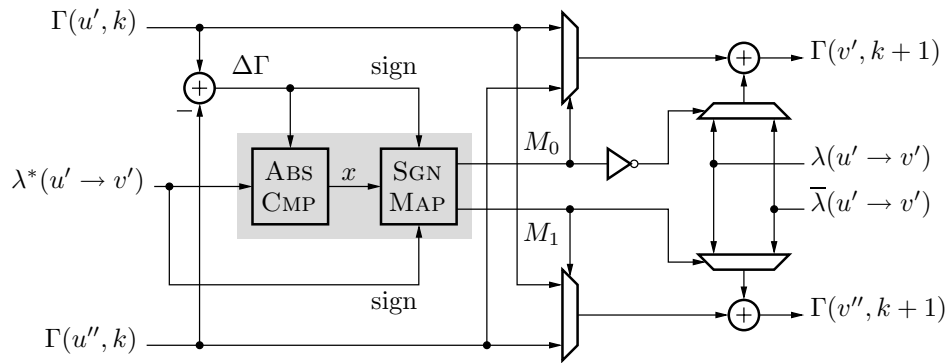 Γ(u′, k)
Γ(v′, k + 1)
ΔΓ
sign
+
+
−
M₀
λ*(u′ → v′)
ABS
CMP
x
SGN
MAP
λ(u′ → v′)
λ̅(u′ → v′)
M₁
sign
Γ(u′′, k)
+
Γ(v′′, k + 1)